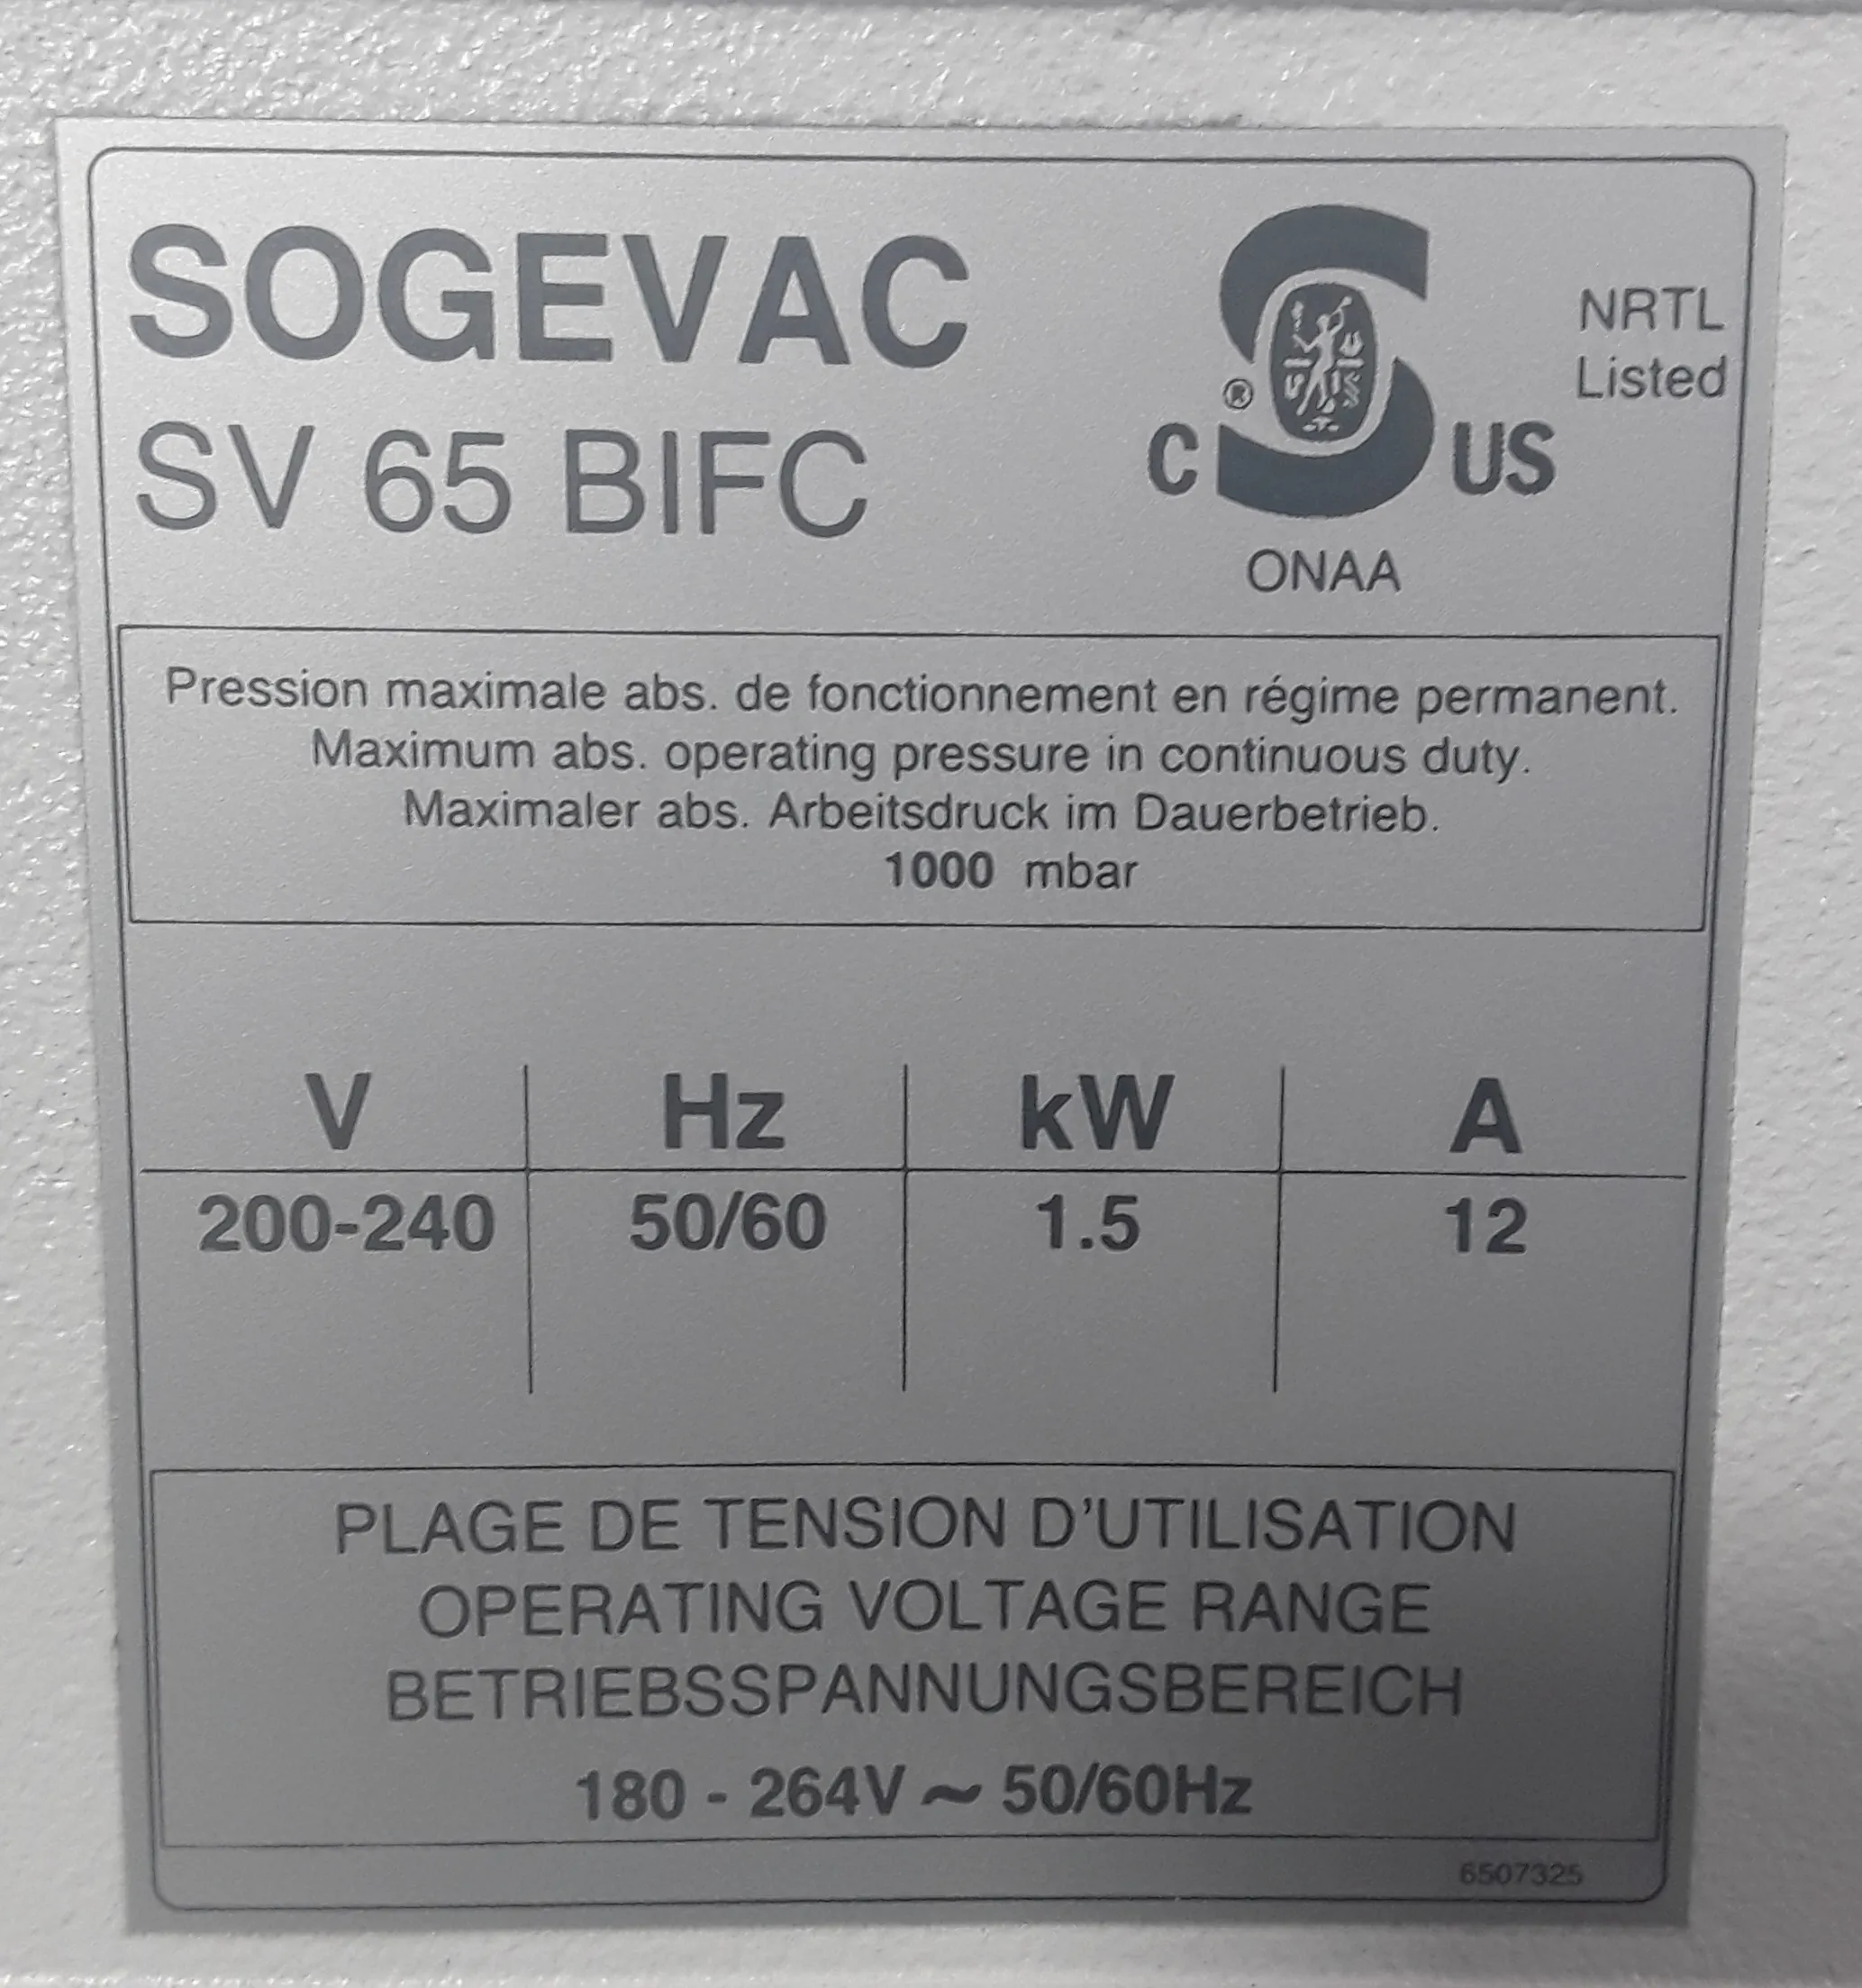 SOGEVAC
SV 65 BIFC
NRTL
Listed
®
C US
ONAA
Pression maximale abs. de fonctionnement en régime permanent.
Maximum abs. operating pressure in continuous duty.
Maximaler abs. Arbeitsdruck im Dauerbetrieb.
1000 mbar
V Hz kW A
200-240 50/60 1.5 12
PLAGE DE TENSION D'UTILISATION
OPERATING VOLTAGE RANGE
BETRIEBSSPANNUNGSBEREICH
180 - 264V ~ 50/60Hz
6507325